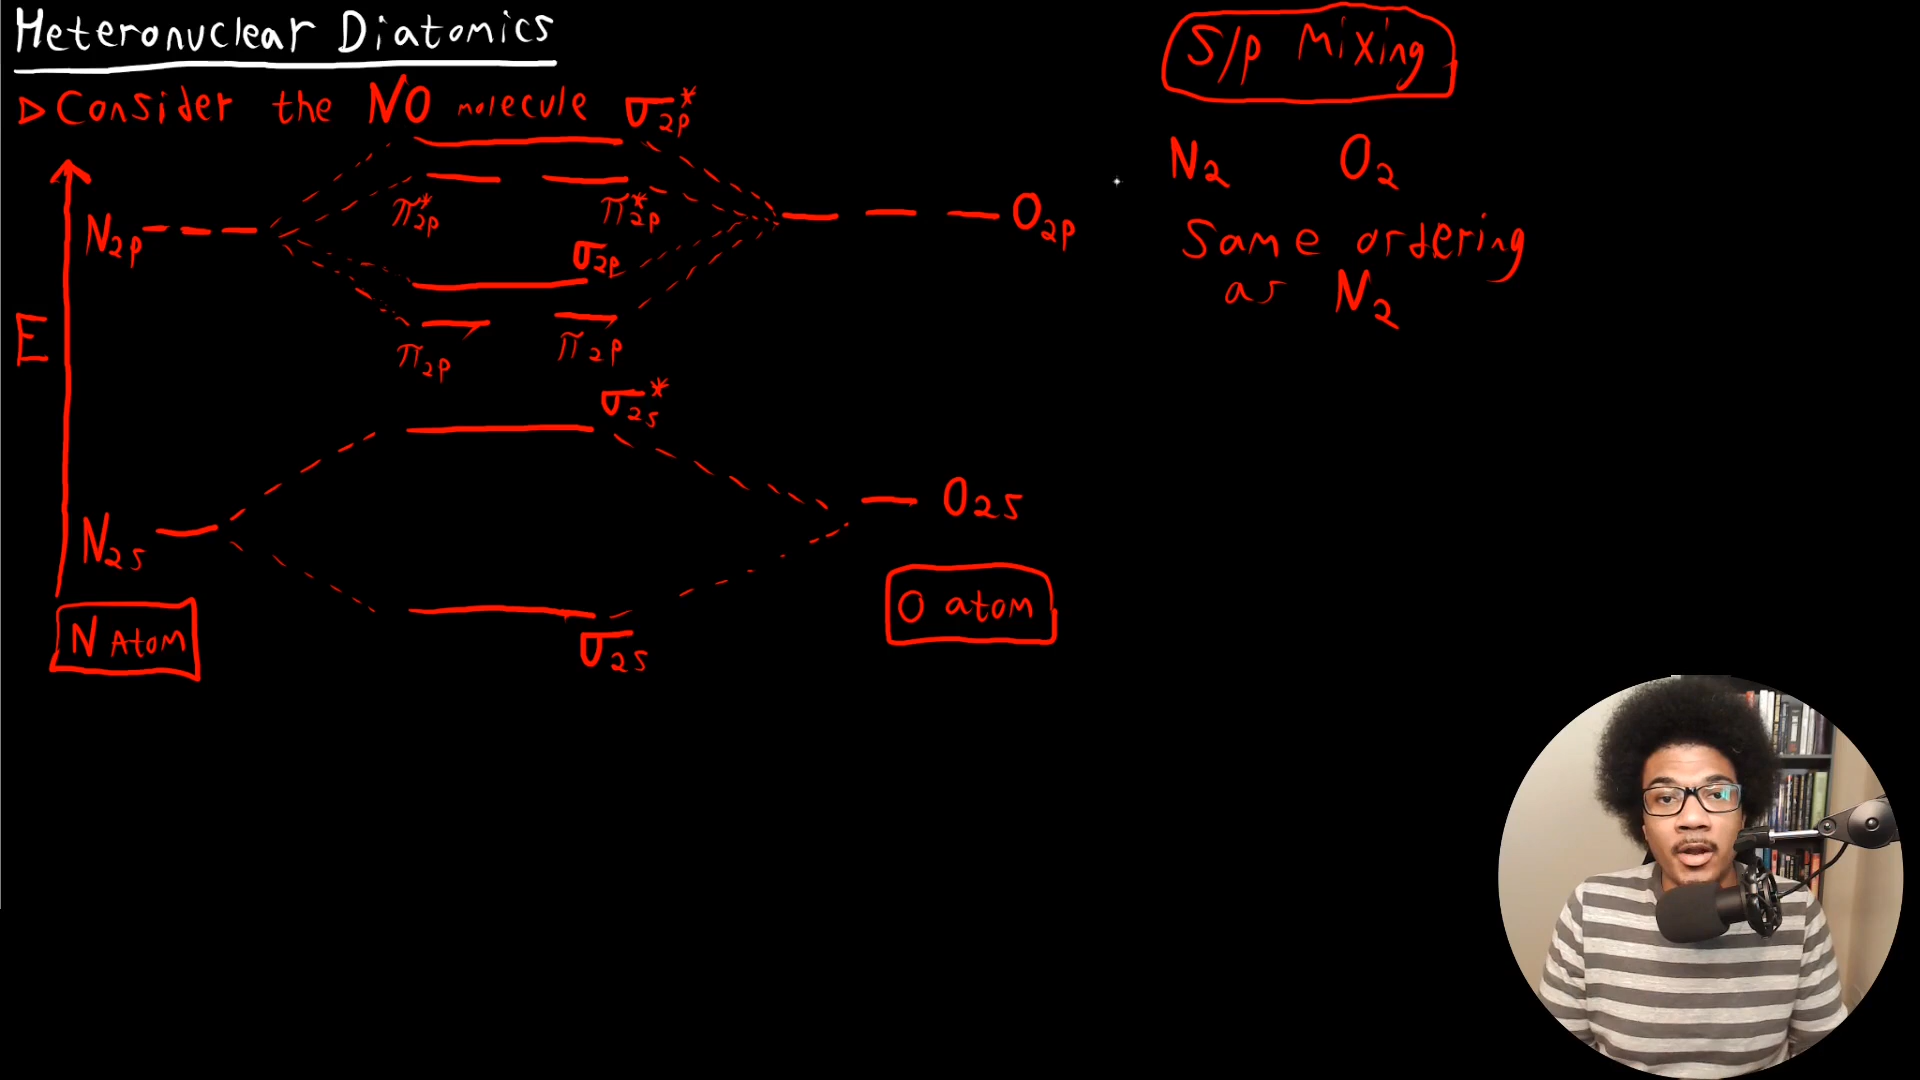 Heteronuclear Diatomics
▷ Consider the NO molecule
σ*2p
π*2p π*2p
N2p
O2p
σ2p
π2p π2p
E
σ*2s
N2s
O2s
σ2s
N Atom
O atom
S/p Mixing
N2 O2
Same ordering
as N2